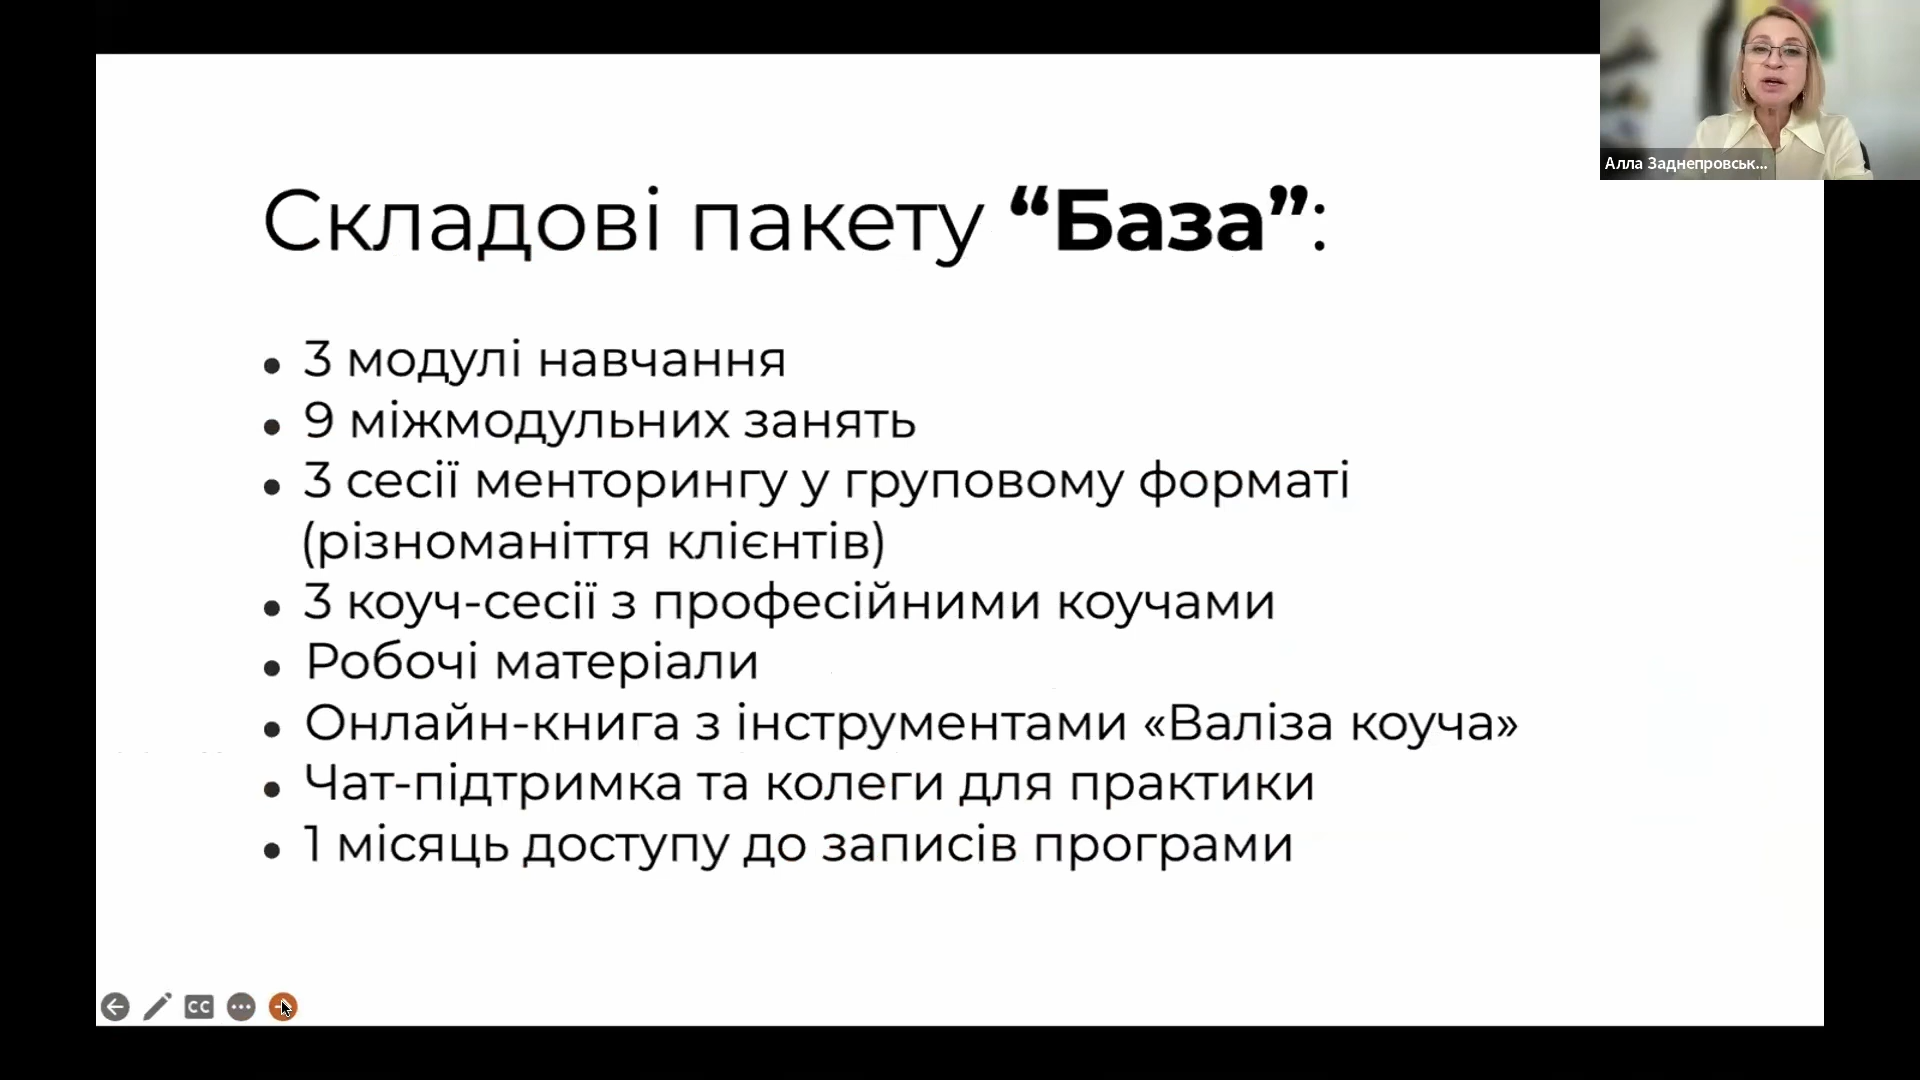 Алла Заднепровськ...
Складові пакету “База”:
• 3 модулі навчання
• 9 міжмодульних занять
• 3 сесії менторингу у груповому форматі
(різноманіття клієнтів)
• 3 коуч-сесії з професійними коучами
• Робочі матеріали
• Онлайн-книга з інструментами «Валіза коуча»
• Чат-підтримка та колеги для практики
• 1 місяць доступу до записів програми
CC